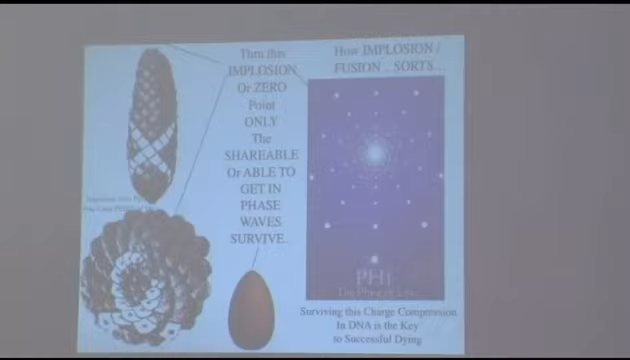 Thru this
IMPLOSION
Or ZERO
Point
ONLY
The
SHAREABLE
Or ABLE TO
GET IN
PHASE
WAVES
SURVIVE..
How IMPLOSION /
FUSION .. SORTS...
PHI
Surviving this Charge Compression
In DNA is the Key
to Successful Dying